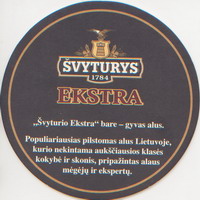 ŠVYTURYS
1784
EKSTRA
„Švyturio Ekstra“ bare – gyvas alus.
Populiariausias pilstomas alus Lietuvoje,
kurio nekintama aukščiausios klasės
kokybė ir skonis, pripažintas alaus
mėgėjų ir ekspertų.